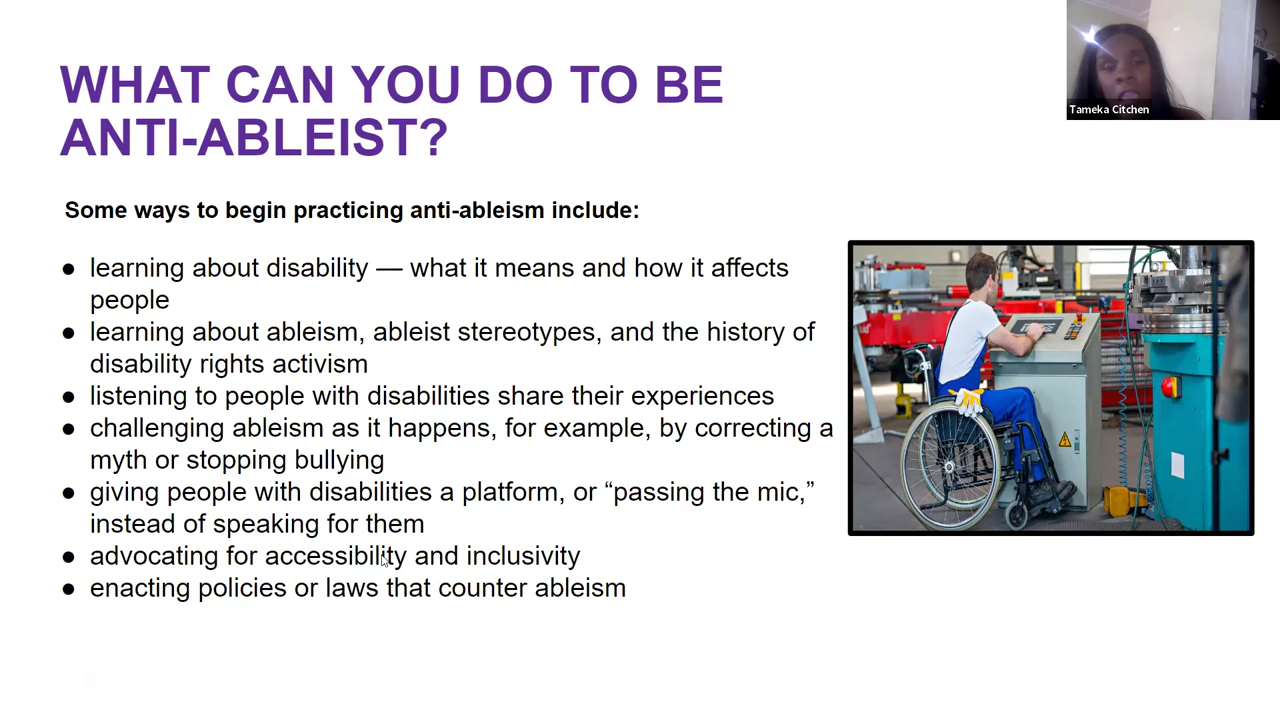 WHAT CAN YOU DO TO BE
ANTI-ABLEIST?
Tameka Citchen
Some ways to begin practicing anti-ableism include:
● learning about disability — what it means and how it affects
people
● learning about ableism, ableist stereotypes, and the history of
disability rights activism
● listening to people with disabilities share their experiences
● challenging ableism as it happens, for example, by correcting a
myth or stopping bullying
● giving people with disabilities a platform, or “passing the mic,”
instead of speaking for them
● advocating for accessibility and inclusivity
● enacting policies or laws that counter ableism